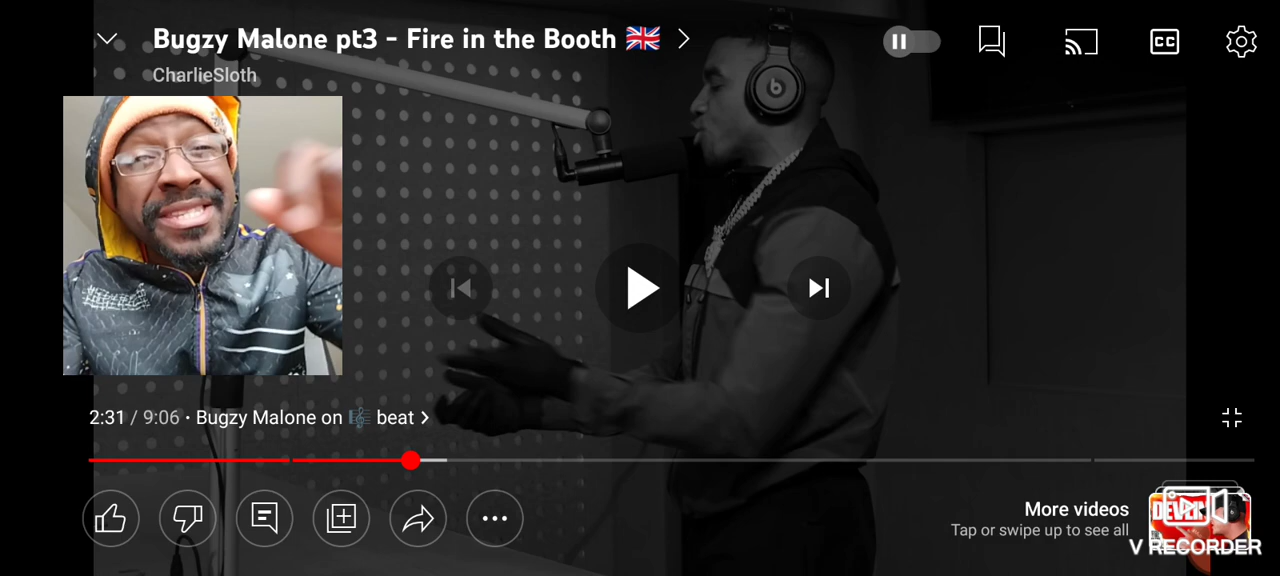 Bugzy Malone pt3 - Fire in the Booth 🇬🇧
CharlieSloth
CC
b
2:31 / 9:06 • Bugzy Malone on 🎼 beat
More videos
Tap or swipe up to see all
V RECORDER